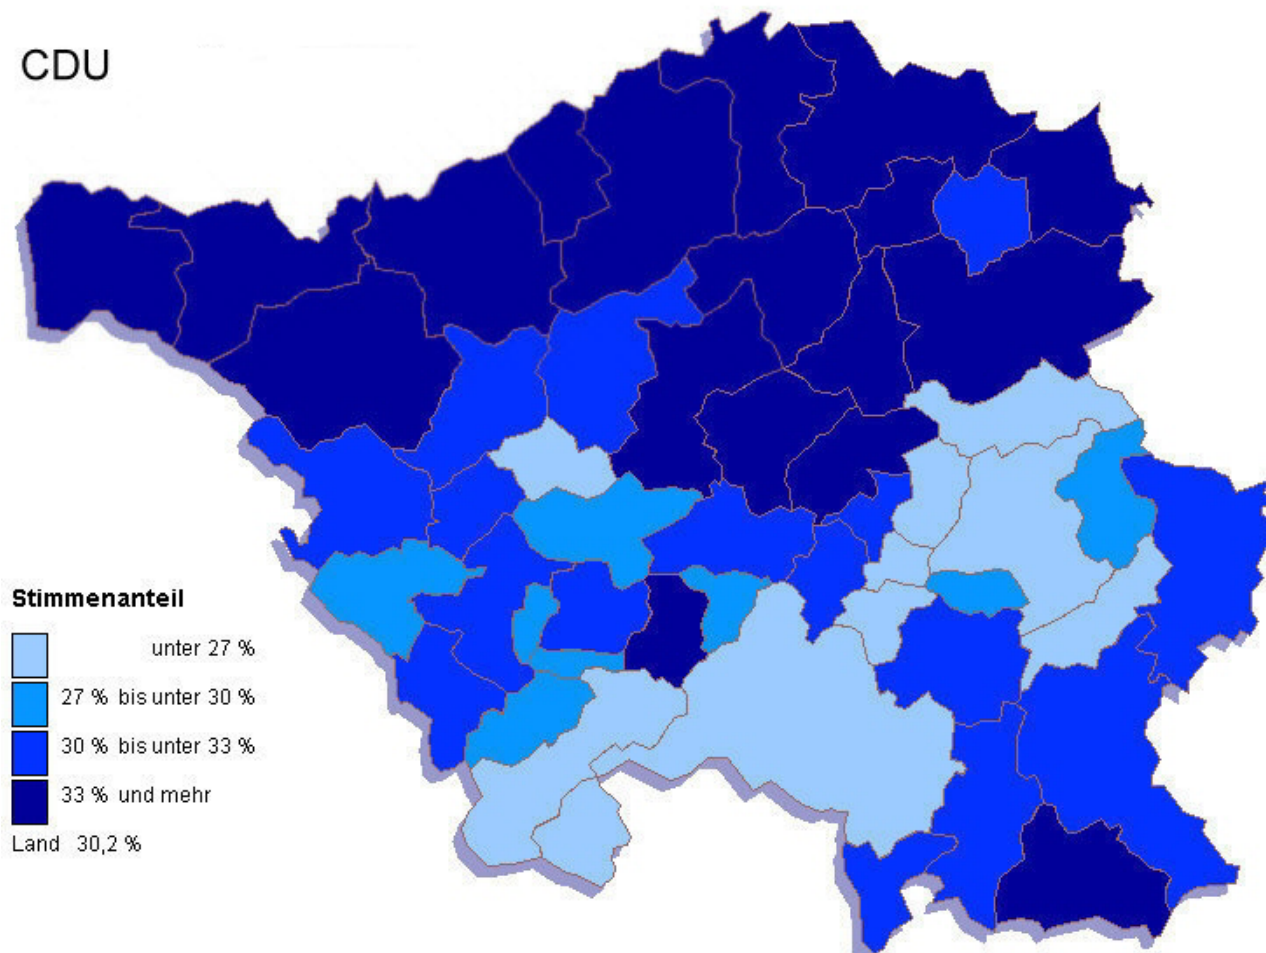 CDU
Stimmenanteil
unter 27 %
27 % bis unter 30 %
30 % bis unter 33 %
33 % und mehr
Land 30,2 %